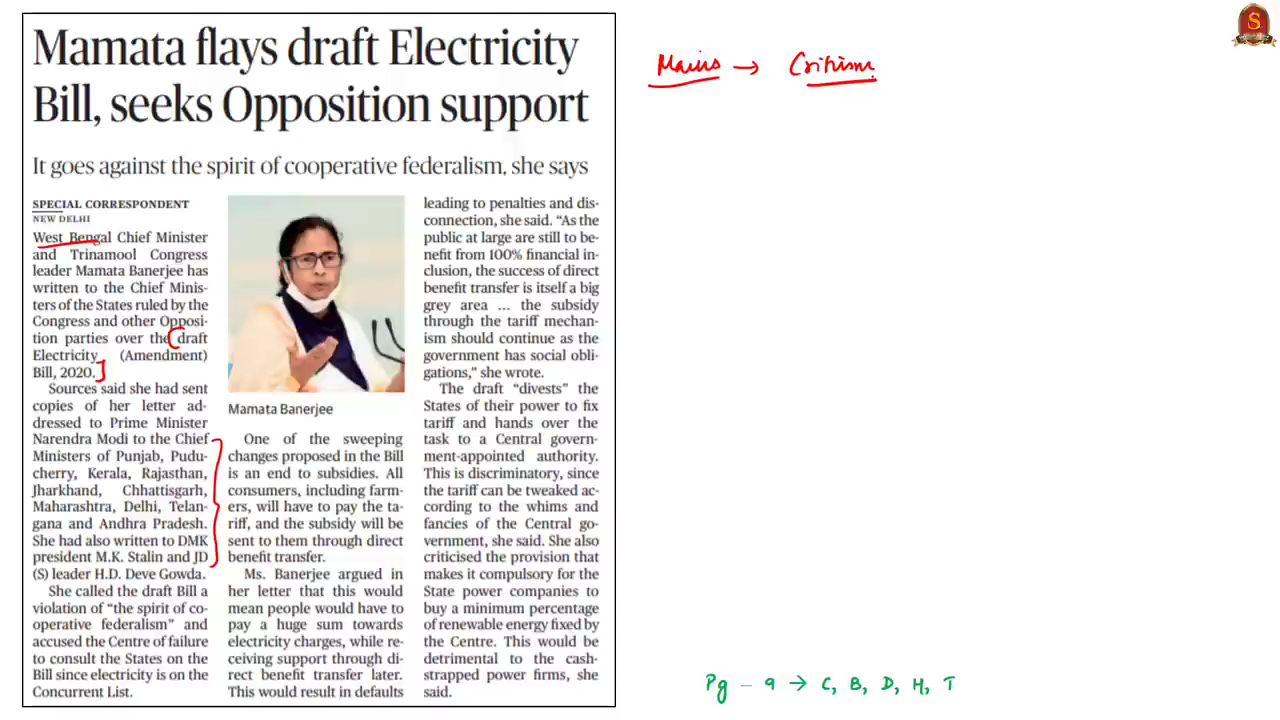 Mamata flays draft Electricity
Bill, seeks Opposition support
It goes against the spirit of cooperative federalism, she says
SPECIAL CORRESPONDENT
NEW DELHI
West Bengal Chief Minister
and Trinamool Congress
leader Mamata Banerjee has
written to the Chief Minis-
ters of the States ruled by the
Congress and other Opposi-
tion parties over the draft
Electricity (Amendment)
Bill, 2020.
Sources said she had sent
copies of her letter ad-
dressed to Prime Minister
Narendra Modi to the Chief
Ministers of Punjab, Pudu-
cherry, Kerala, Rajasthan,
Jharkhand, Chhattisgarh,
Maharashtra, Delhi, Telan-
gana and Andhra Pradesh.
She had also written to DMK
president M.K. Stalin and JD
(S) leader H.D. Deve Gowda.
She called the draft Bill a
violation of "the spirit of co-
operative federalism" and
accused the Centre of failure
to consult the States on the
Bill since electricity is on the
Concurrent List.
Mamata Banerjee
One of the sweeping
changes proposed in the Bill
is an end to subsidies. All
consumers, including farm-
ers, will have to pay the ta-
riff, and the subsidy will be
sent to them through direct
benefit transfer.
Ms. Banerjee argued in
her letter that this would
mean people would have to
pay a huge sum towards
electricity charges, while re-
ceiving support through di-
rect benefit transfer later.
This would result in defaults
leading to penalties and dis-
connection, she said. "As the
public at large are still to be-
nefit from 100% financial in-
clusion, the success of direct
benefit transfer is itself a big
grey area ... the subsidy
through the tariff mechan-
ism should continue as the
government has social obli-
gations," she wrote.
The draft "divests" the
States of their power to fix
tariff and hands over the
task to a Central govern-
ment-appointed authority.
This is discriminatory, since
the tariff can be tweaked ac-
cording to the whims and
fancies of the Central go-
vernment, she said. She also
criticised the provision that
makes it compulsory for the
State power companies to
buy a minimum percentage
of renewable energy fixed by
the Centre. This would be
detrimental to the cash-
strapped power firms, she
said.
Mains → Critism
S
Pg - 9 → C, B, D, H, T